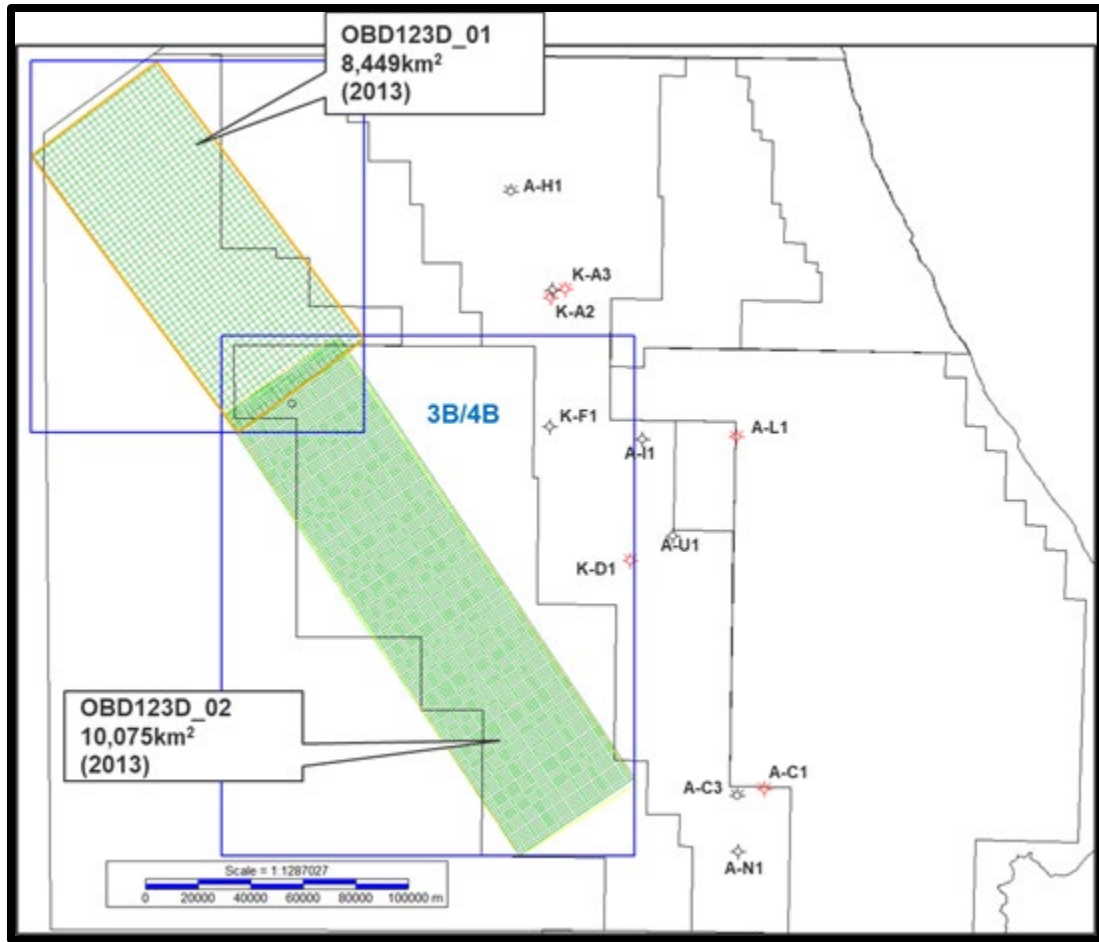 OBD123D_01
8,449km²
(2013)
A-H1
K-A3
K-A2
3B/4B
K-F1
A-I1
A-L1
A-U1
K-D1
OBD123D_02
10,075km²
(2013)
A-C3
A-C1
A-N1
Scale = 1:1287027
0 20000 40000 60000 80000 100000 m